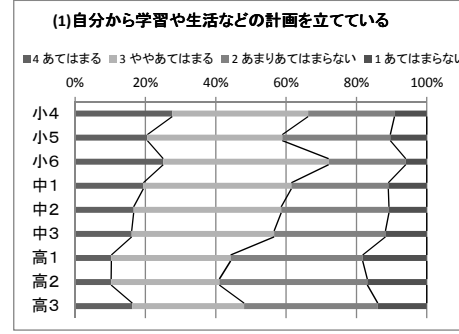 (1)自分から学習や生活などの計画を立てている
■4 あてはまる ■3 ややあてはまる ■2 あまりあてはまらない ■1 あてはまらない
0% 20% 40% 60% 80% 100%
小4
小5
小6
中1
中2
中3
高1
高2
高3